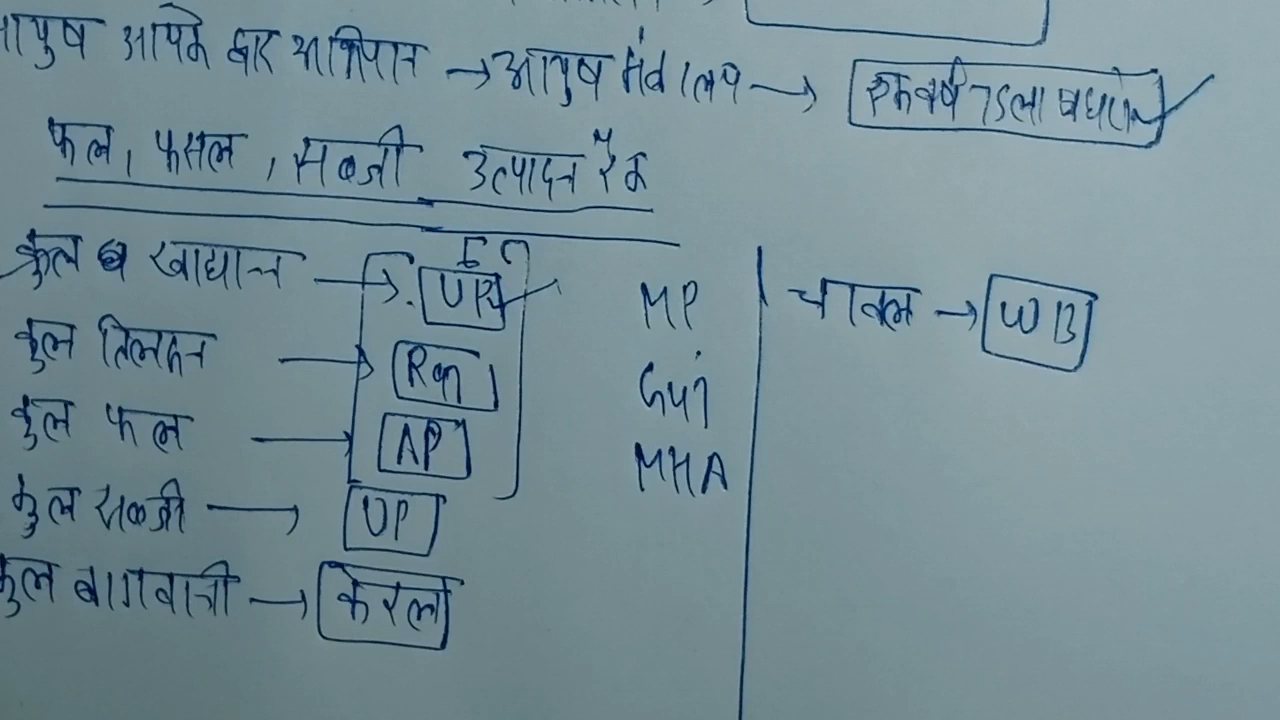 आयुष आपके द्वार अभियान → आयुष मंत्रालय → एक वर्ष 75 लाख
फल, फसल, सब्जी उत्पादन रैंक
कुल खाद्यान्न → UP MP
कुल तिलहन → Raj Guj
कुल फल → AP MHA
कुल सब्जी → UP
कुल बागवानी → केरल
चावल → WB